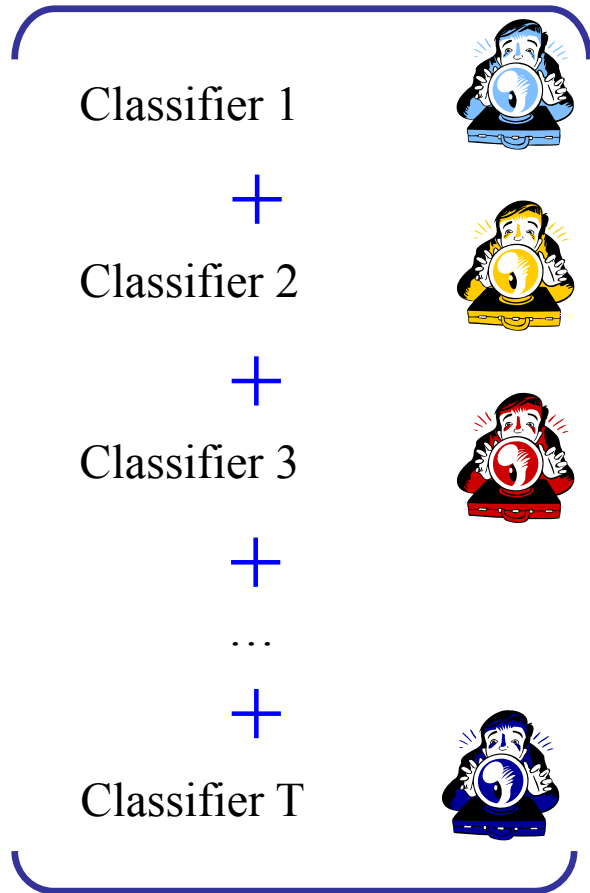 Classifier 1
+
Classifier 2
+
Classifier 3
+
...
+
Classifier T